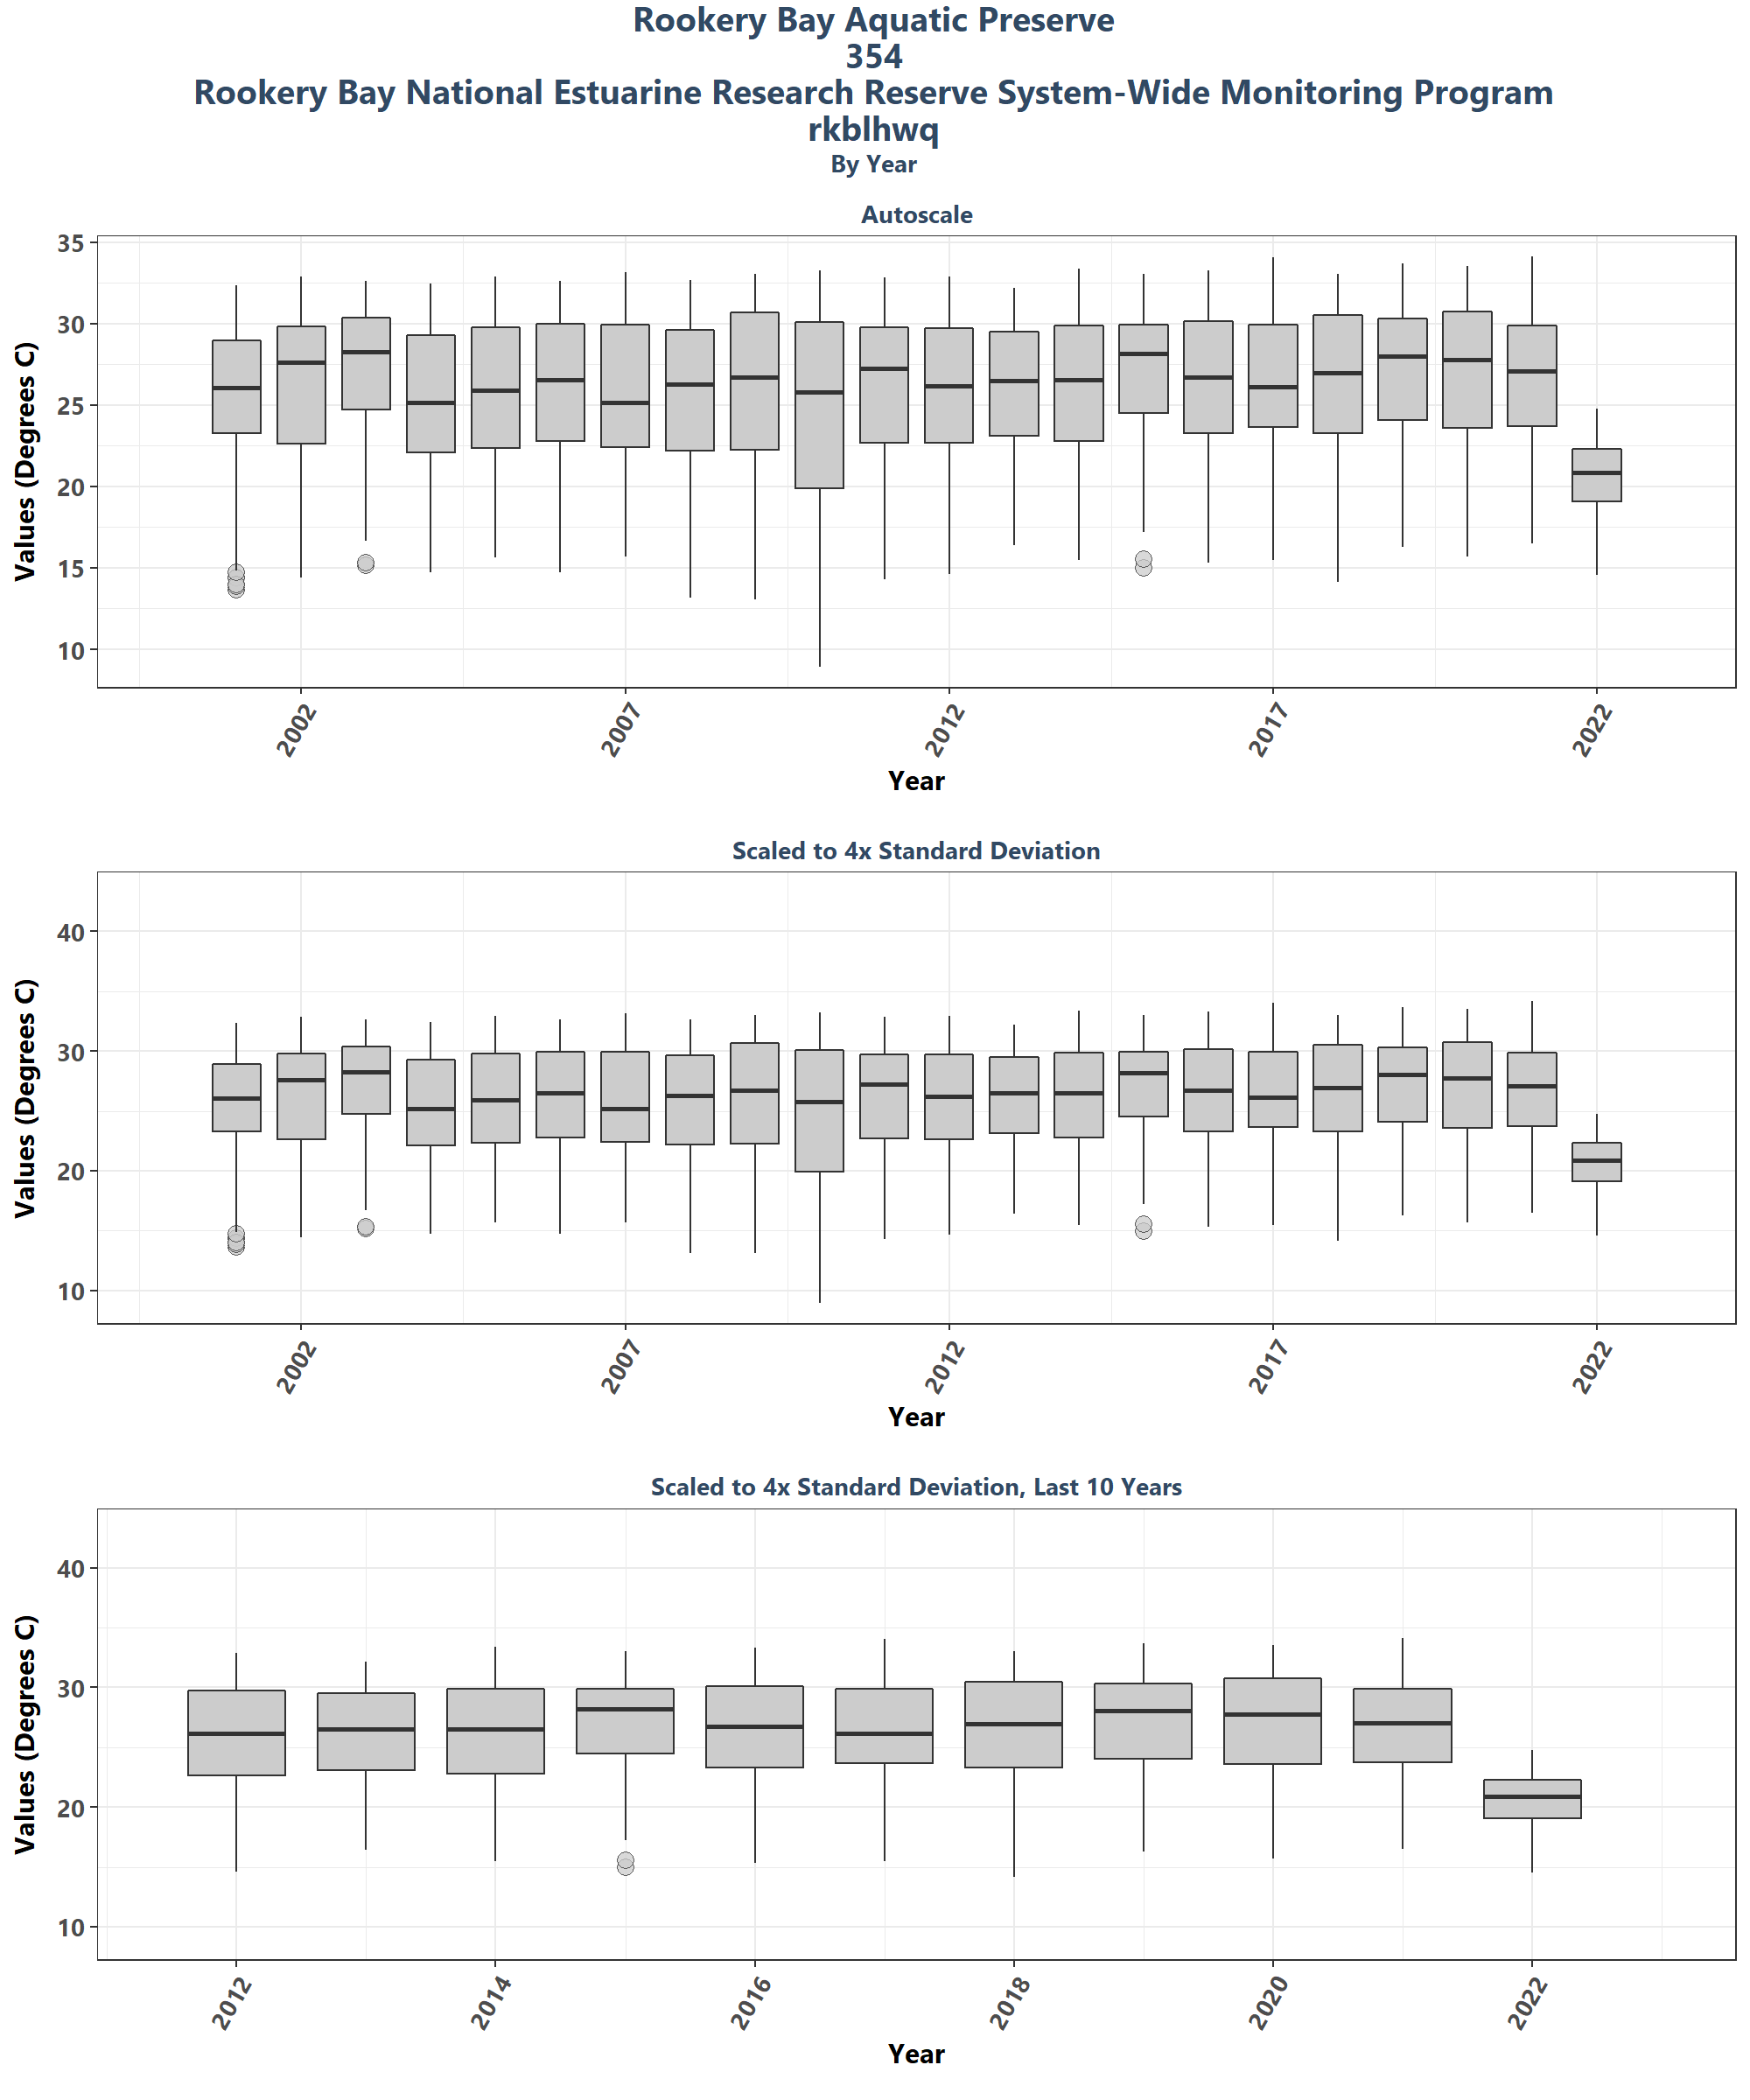 Rookery Bay Aquatic Preserve
354
Rookery Bay National Estuarine Research Reserve System-Wide Monitoring Program
rkblhwq
By Year
Autoscale
Values (Degrees C)
35
30
25
20
15
10
2002
2007
2012
2017
2022
Year
Scaled to 4x Standard Deviation
Values (Degrees C)
40
30
20
10
2002
2007
2012
2017
2022
Year
Scaled to 4x Standard Deviation, Last 10 Years
Values (Degrees C)
40
30
20
10
2012
2014
2016
2018
2020
2022
Year